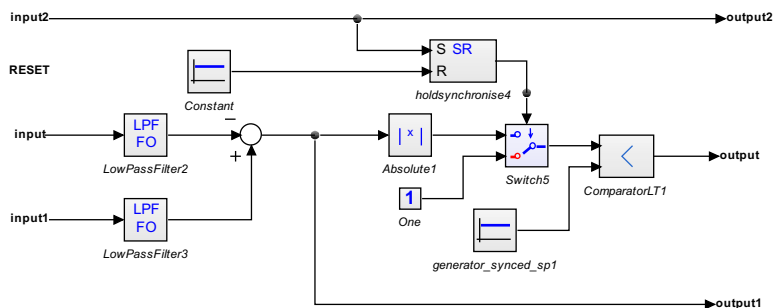 input2
output2
RESET
S SR
R
Constant
holdsynchronise4
input
LPF
FO
LowPassFilter2
−
+
| x |
Absolute1
Switch5
<
ComparatorLT1
output
1
One
input1
LPF
FO
LowPassFilter3
generator_synced_sp1
output1